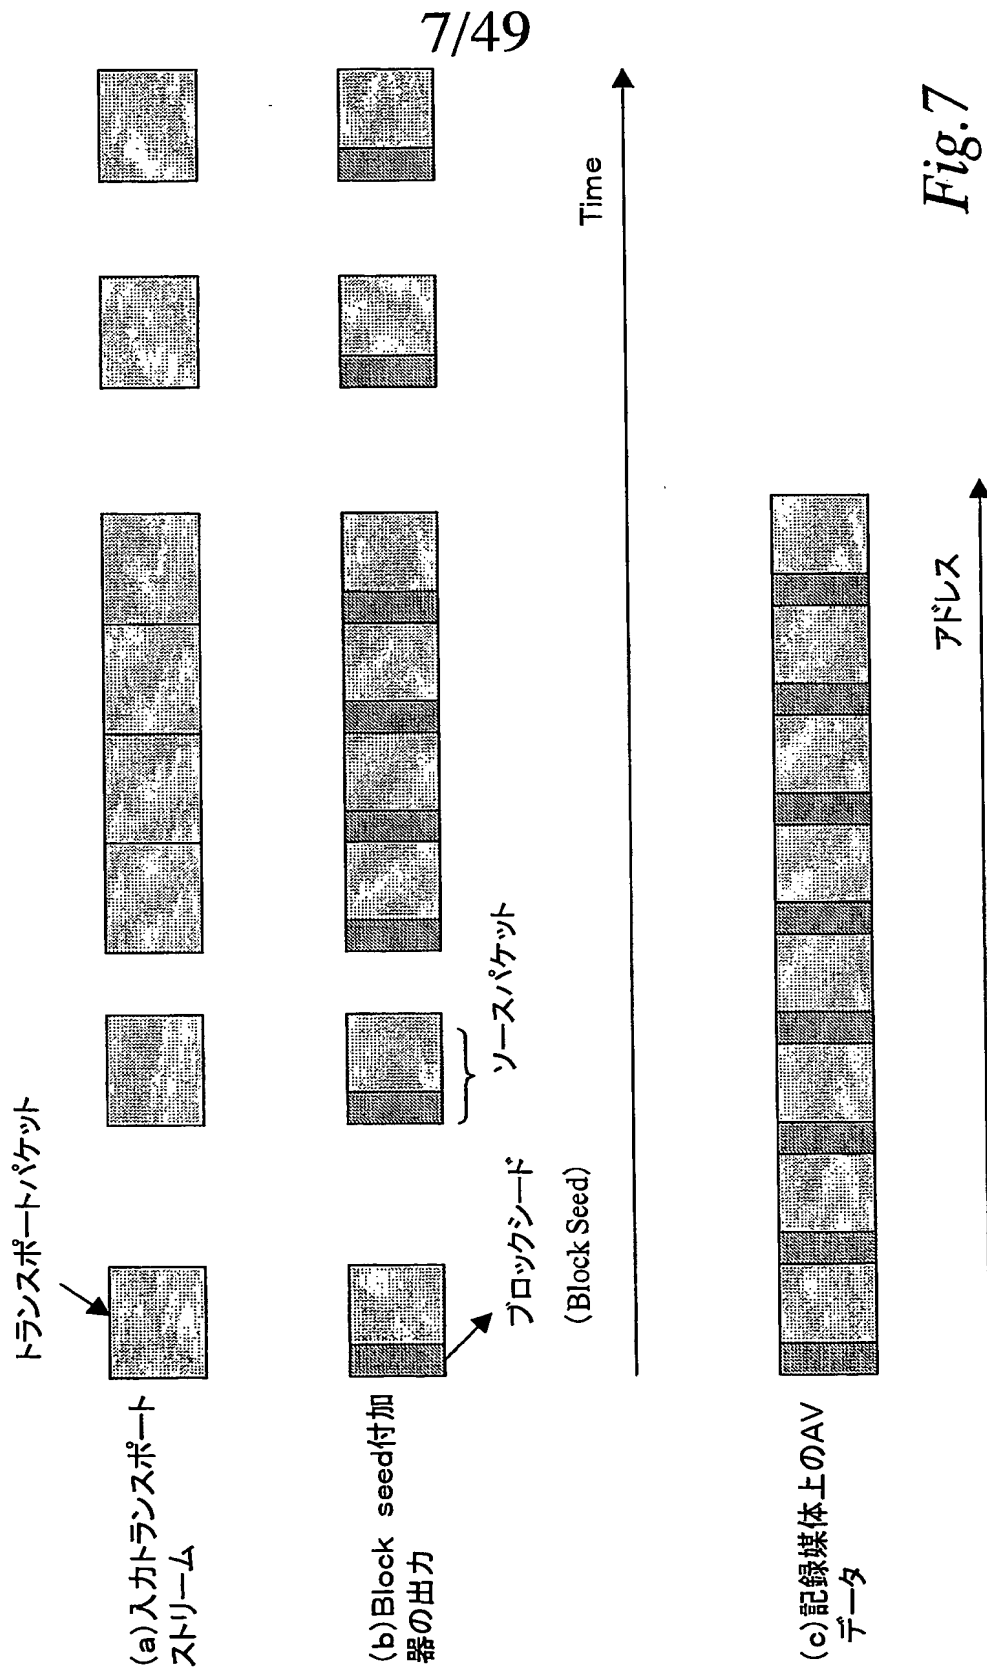 7/49
トランスポートパケット
(a)入力トランスポート
ストリーム
(b)Block seed付加
器の出力
ソースパケット
ブロックシード
(Block Seed)
Time
(c)記録媒体上のAV
データ
アドレス
Fig.7